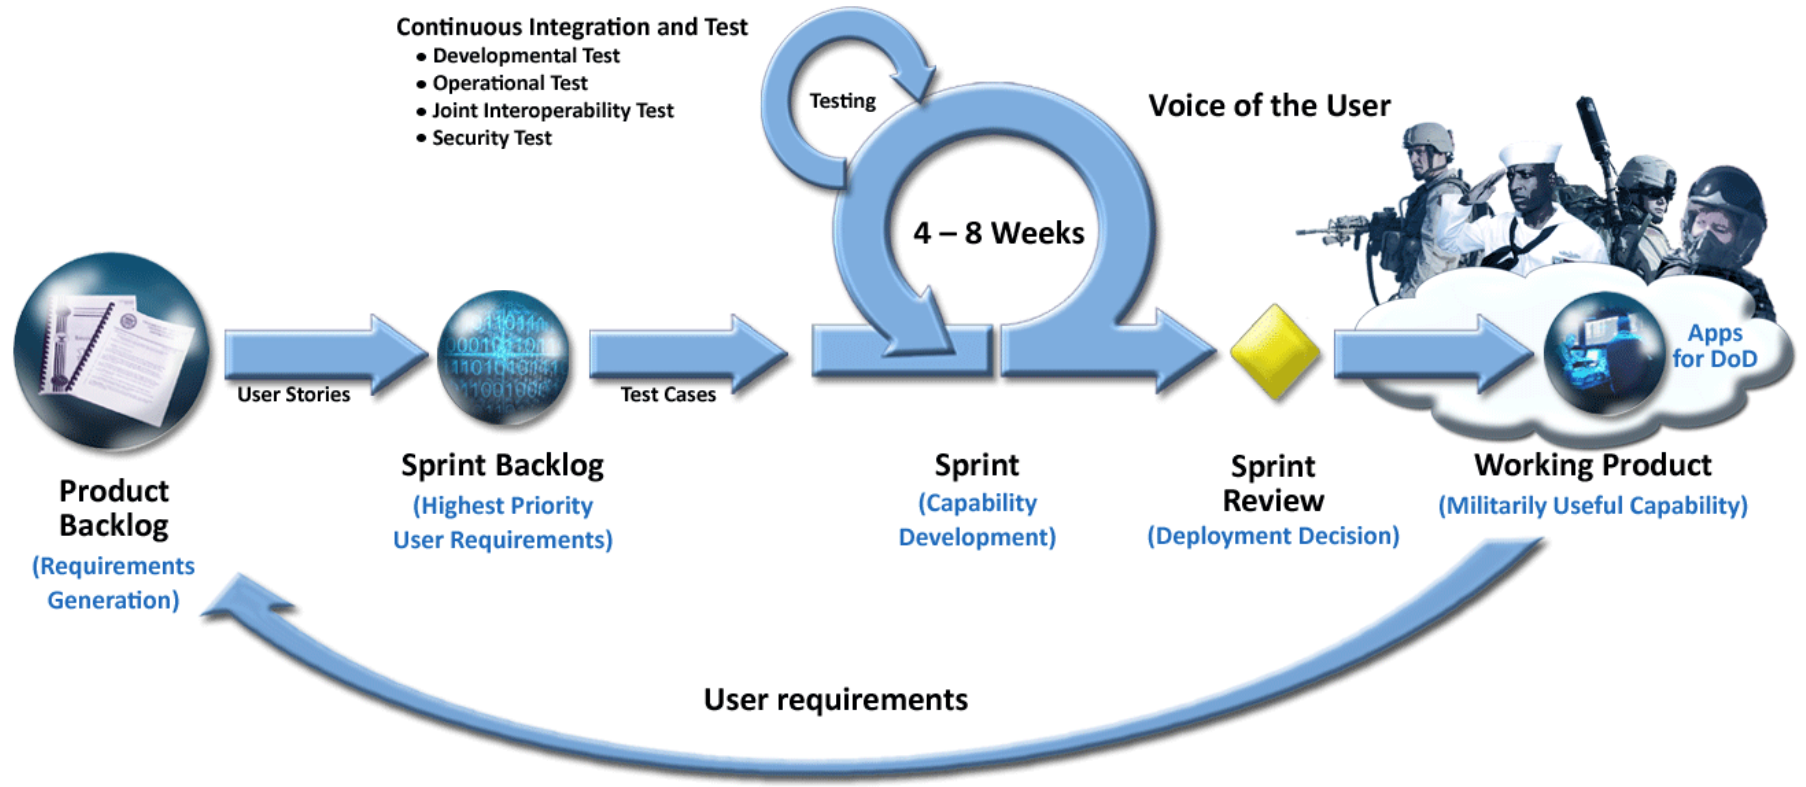 Continuous Integration and Test
• Developmental Test
• Operational Test
• Joint Interoperability Test
• Security Test
Testing
4 – 8 Weeks
Voice of the User
User Stories
Test Cases
Apps
for DoD
Product
Backlog
(Requirements
Generation)
Sprint Backlog
(Highest Priority
User Requirements)
Sprint
(Capability
Development)
Sprint
Review
(Deployment Decision)
Working Product
(Militarily Useful Capability)
User requirements